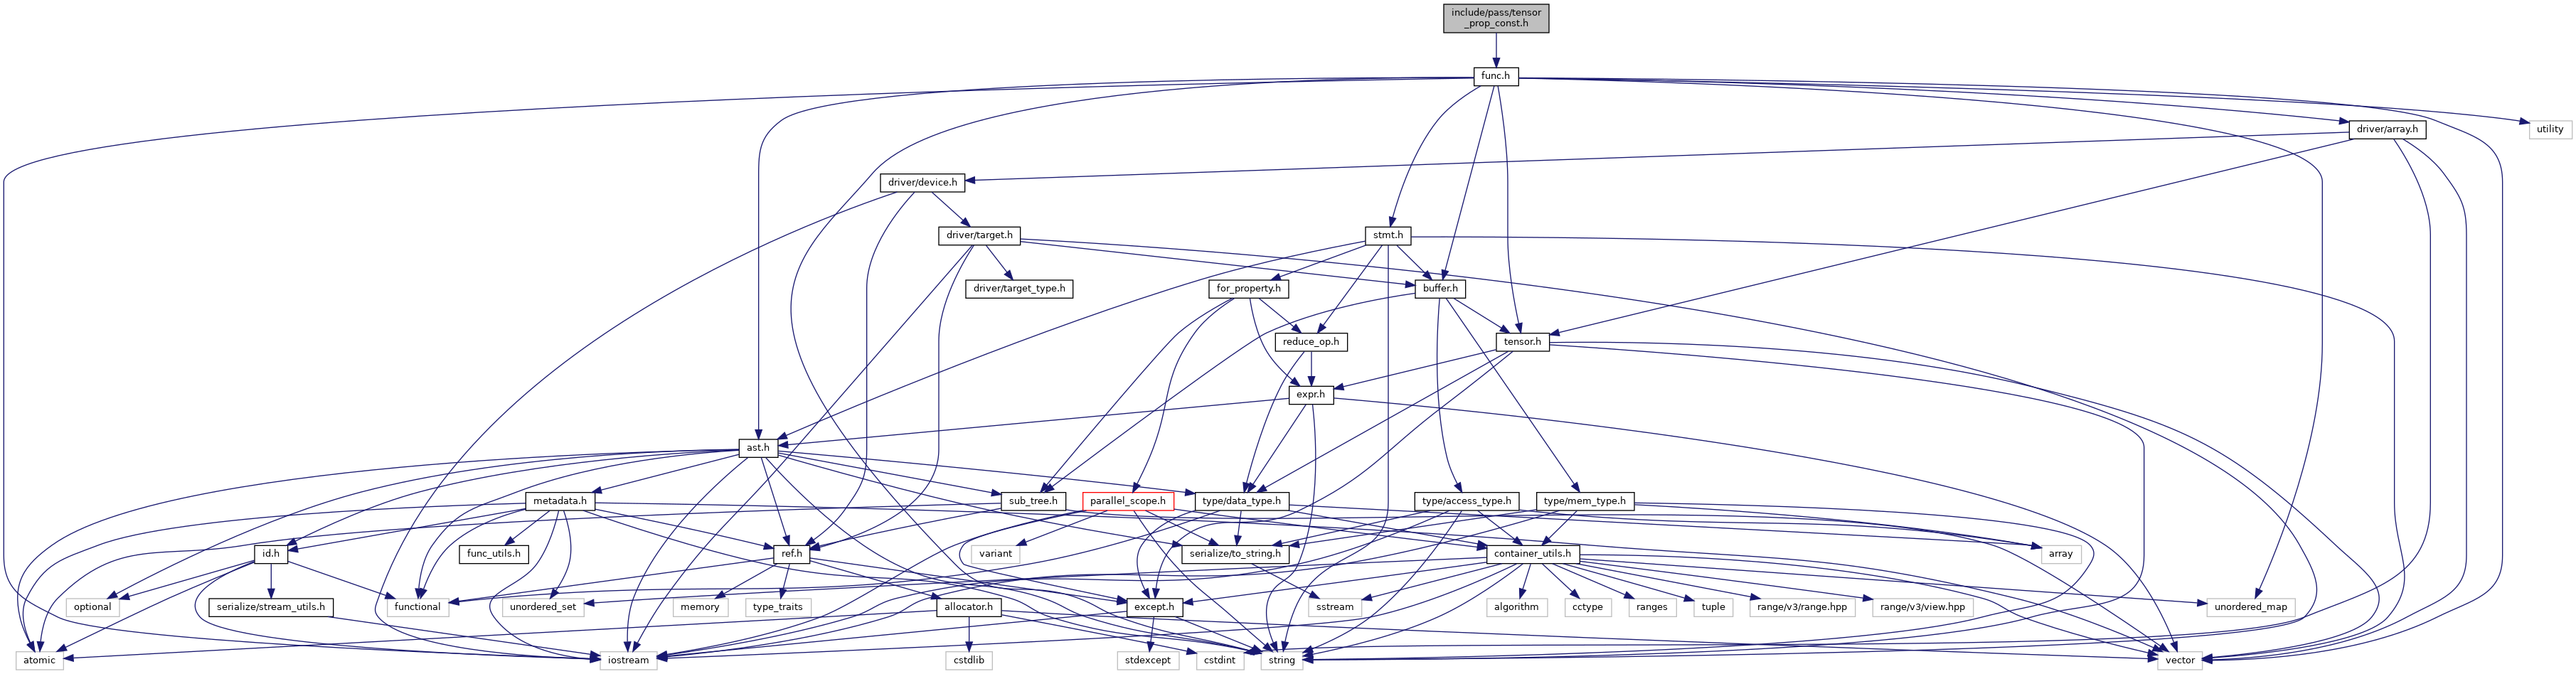 include/pass/tensor
_prop_const.h
func.h
driver/array.h
utility
driver/device.h
driver/target.h
stmt.h
driver/target_type.h
for_property.h
buffer.h
reduce_op.h
tensor.h
expr.h
ast.h
metadata.h
sub_tree.h
parallel_scope.h
type/data_type.h
type/access_type.h
type/mem_type.h
id.h
func_utils.h
ref.h
variant
serialize/to_string.h
container_utils.h
array
optional
serialize/stream_utils.h
functional
unordered_set
memory
type_traits
allocator.h
except.h
sstream
algorithm
cctype
ranges
tuple
range/v3/range.hpp
range/v3/view.hpp
unordered_map
atomic
iostream
cstdlib
stdexcept
cstdint
string
vector